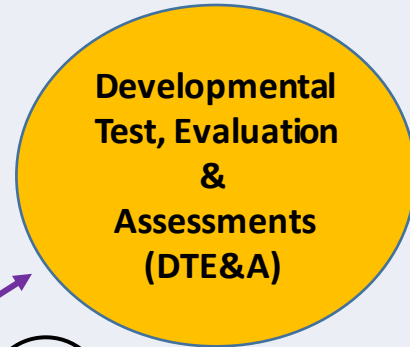 Developmental
Test, Evaluation
&
Assessments
(DTE&A)